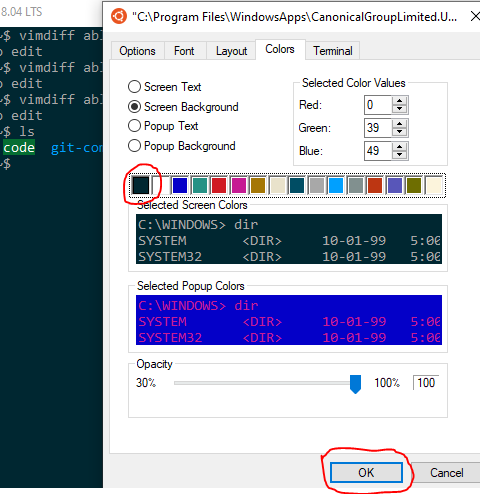 8.04 LTS
~$ vimdiff abl
o edit
~$ vimdiff abl
o edit
~$ vimdiff abl
o edit
~$ ls
code git-com
~$
"C:\Program Files\WindowsApps\CanonicalGroupLimited.U...
Options Font Layout Colors Terminal
Screen Text
Screen Background
Popup Text
Popup Background
Selected Color Values
Red: 0
Green: 39
Blue: 49
Selected Screen Colors
C:\WINDOWS> dir
SYSTEM <DIR> 10-01-99 5:00
SYSTEM32 <DIR> 10-01-99 5:00
Selected Popup Colors
C:\WINDOWS> dir
SYSTEM <DIR> 10-01-99 5:00
SYSTEM32 <DIR> 10-01-99 5:00
Opacity
30% 100% 100
OK Cancel